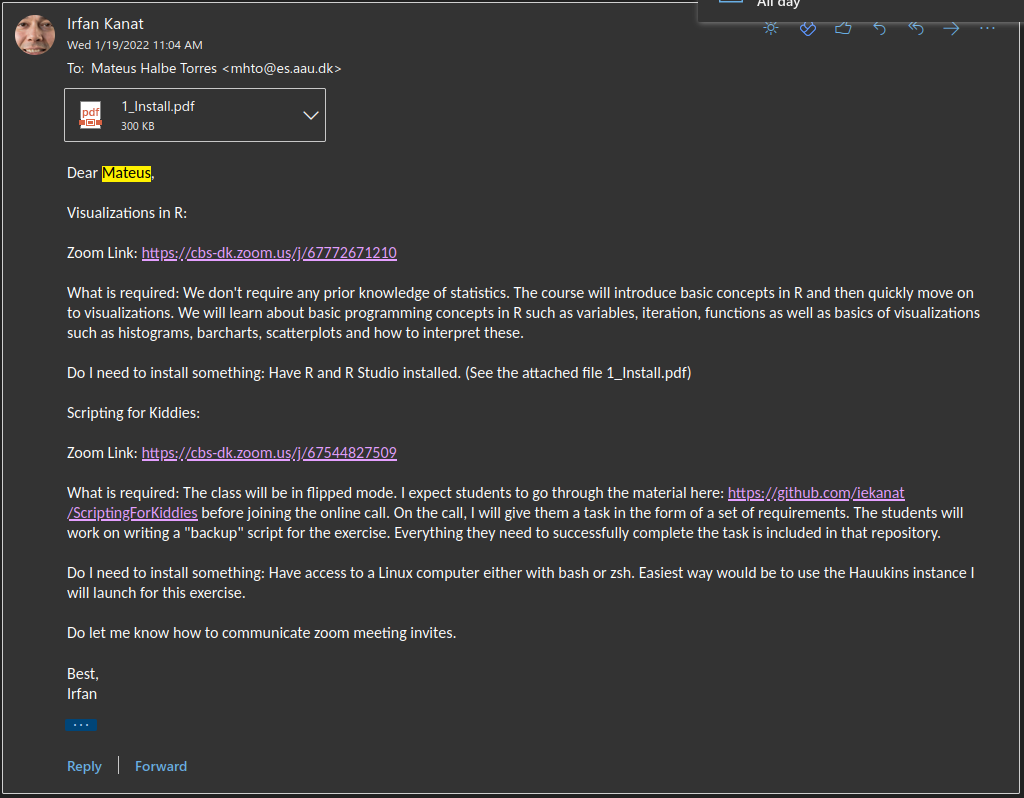 All day
Irfan Kanat
Wed 1/19/2022 11:04 AM
To: Mateus Halbe Torres <mhto@es.aau.dk>
pdf
1_Install.pdf
300 KB
Dear Mateus,
Visualizations in R:
Zoom Link: https://cbs-dk.zoom.us/j/67772671210
What is required: We don't require any prior knowledge of statistics. The course will introduce basic concepts in R and then quickly move on
to visualizations. We will learn about basic programming concepts in R such as variables, iteration, functions as well as basics of visualizations
such as histograms, barcharts, scatterplots and how to interpret these.
Do I need to install something: Have R and R Studio installed. (See the attached file 1_Install.pdf)
Scripting for Kiddies:
Zoom Link: https://cbs-dk.zoom.us/j/67544827509
What is required: The class will be in flipped mode. I expect students to go through the material here: https://github.com/iekanat
/ScriptingForKiddies before joining the online call. On the call, I will give them a task in the form of a set of requirements. The students will
work on writing a "backup" script for the exercise. Everything they need to successfully complete the task is included in that repository.
Do I need to install something: Have access to a Linux computer either with bash or zsh. Easiest way would be to use the Hauukins instance I
will launch for this exercise.
Do let me know how to communicate zoom meeting invites.
Best,
Irfan
Reply
Forward